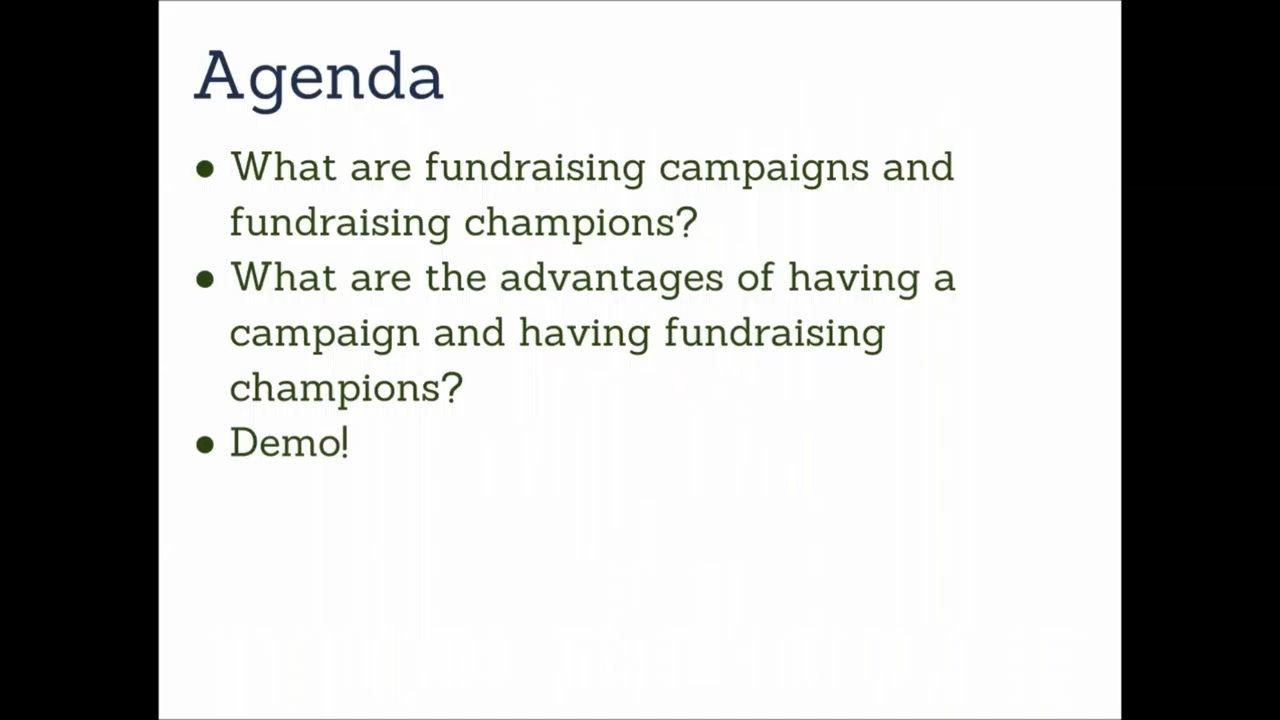 Agenda
• What are fundraising campaigns and
fundraising champions?
• What are the advantages of having a
campaign and having fundraising
champions?
• Demo!